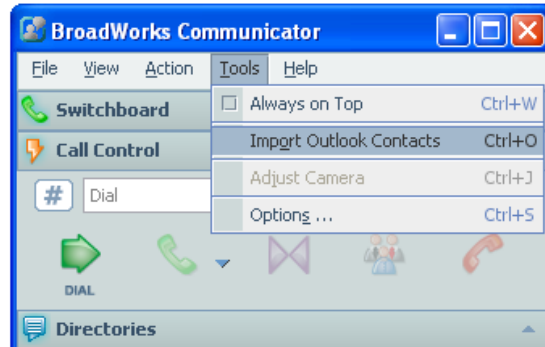 BroadWorks Communicator
File View Action Tools Help
Switchboard
Always on Top Ctrl+W
Call Control
Import Outlook Contacts Ctrl+O
# Dial
Adjust Camera Ctrl+J
Options ... Ctrl+S
DIAL
Directories